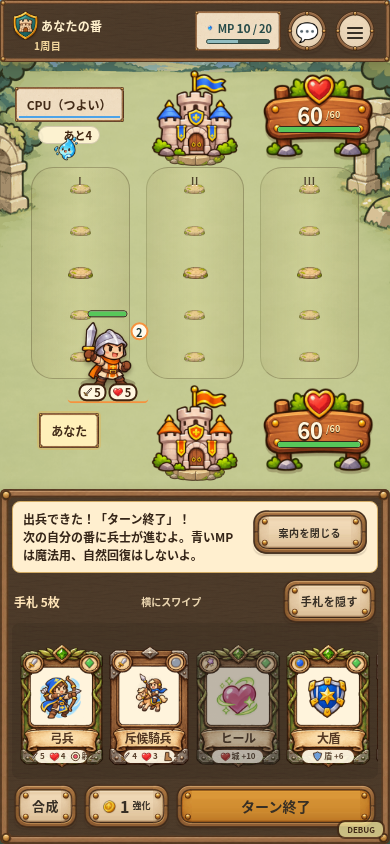 あなたの番
1周目
MP 10 / 20
CPU（つよい）
60 /60
あと4
I II III
2
5 5
あなた
60 /60
出兵できた！「ターン終了」！
次の自分の番に兵士が進むよ。青いMP
は魔法用、自然回復はしないよ。
案内を閉じる
手札 5枚
横にスワイプ
手札を隠す
弓兵
斥候騎兵
ヒール
大盾
5 4
4 3
城 +10
盾 +6
合成
1 強化
ターン終了
DEBUG